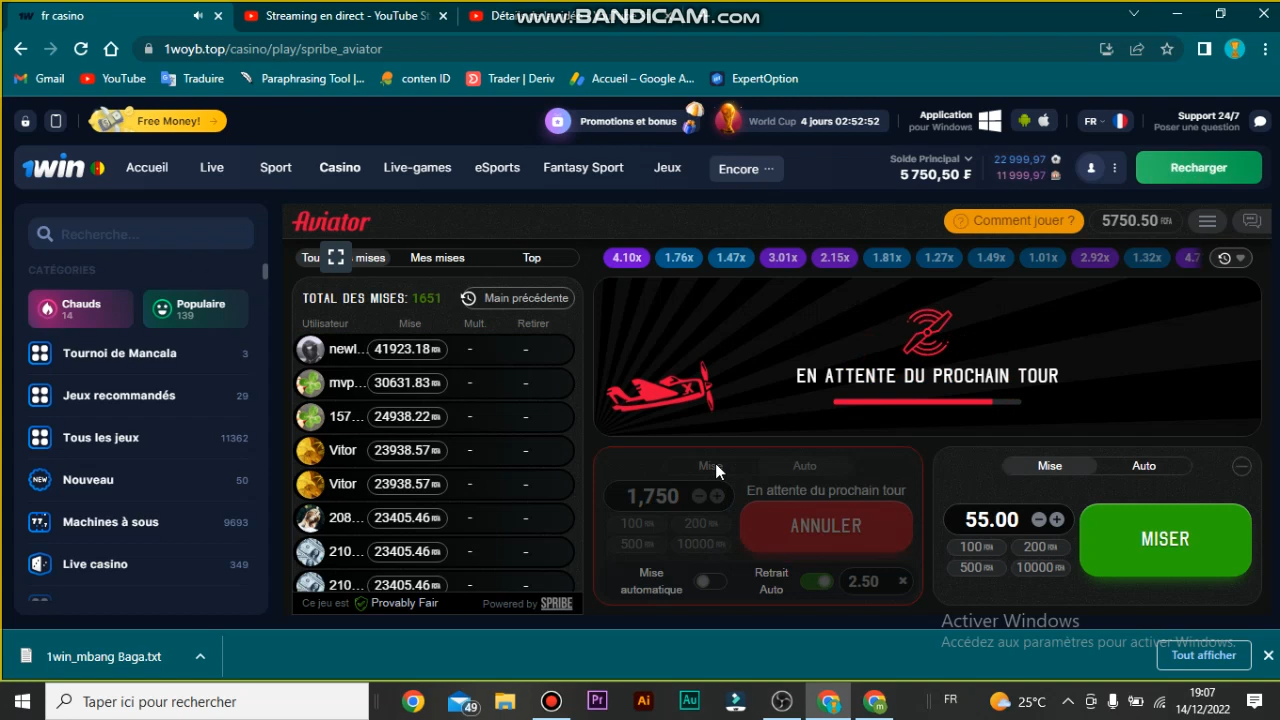 fr casino
Streaming en direct - YouTube St
www.BANDICAM.com
1woyb.top/casino/play/spribe_aviator
Gmail YouTube Traduire Paraphrasing Tool |... conten ID Trader | Deriv Accueil – Google A... ExpertOption
Free Money! →
Promotions et bonus
World Cup 4 jours 02:52:52
Application
pour Windows
FR
Support 24/7
Poser une question
1win
Accueil Live Sport Casino Live-games eSports Fantasy Sport Jeux Encore ...
Solde Principal
5 750,50 ₣
22 999,97
11 999,97
Recharger
Recherche...
CATÉGORIES
Chauds
14
Populaire
139
Tournoi de Mancala 3
Jeux recommandés 29
Tous les jeux 11362
NEW Nouveau 50
Machines à sous 9693
Live casino 349
Aviator
? Comment jouer ?
5750.50 FCFA
Tou mises Mes mises Top
4.10x 1.76x 1.47x 3.01x 2.15x 1.81x 1.27x 1.49x 1.01x 2.92x 1.32x 4.7
TOTAL DES MISES: 1651
Main précédente
Utilisateur Mise Mult. Retirer
newl... 41923.18 - -
mvp... 30631.83 - -
157... 24938.22 - -
Vitor 23938.57 - -
Vitor 23938.57 - -
208... 23405.46 - -
210... 23405.46 - -
210... 23405.46 - -
Ce jeu est Provably Fair Powered by SPRIBE
EN ATTENTE DU PROCHAIN TOUR
Mise Auto
1,750
100 200
500 10000
En attente du prochain tour
ANNULER
Mise
automatique
Retrait
Auto
2.50 ×
Mise Auto
55.00
100 200
500 10000
MISER
Activer Windows
Accédez aux paramètres pour activer Windows.
1win_mbang Baga.txt
Tout afficher
Taper ici pour rechercher
49
Pr Ai Au
FR
25°C
19:07
14/12/2022